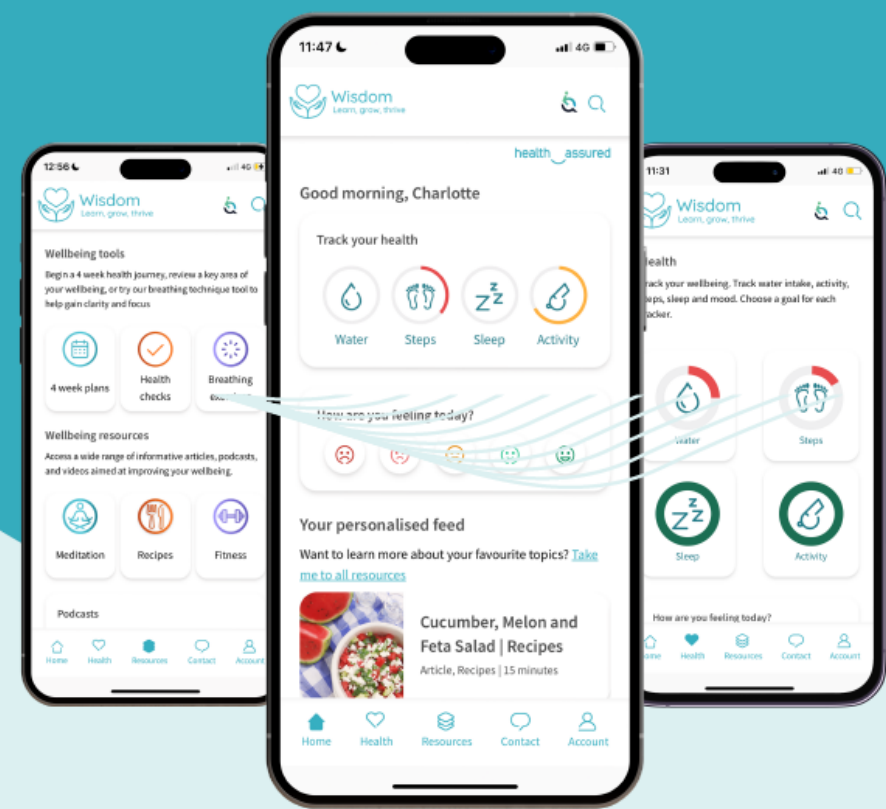 12:56
4G
Wisdom
Learn, grow, thrive
Wellbeing tools
Begin a 4 week health journey, review a key area of
your wellbeing, or try our breathing technique tool to
help gain clarity and focus
4 week plans
Health
checks
Breathing
exercises
Wellbeing resources
Access a wide range of informative articles, podcasts,
and videos aimed at improving your wellbeing.
Meditation
Recipes
Fitness
Podcasts
Home
Health
Resources
Contact
Account
11:47
4G
Wisdom
Learn, grow, thrive
health assured
Good morning, Charlotte
Track your health
Water
Steps
Sleep
Activity
How are you feeling today?
Your personalised feed
Want to learn more about your favourite topics? Take
me to all resources
Cucumber, Melon and
Feta Salad | Recipes
Article, Recipes | 15 minutes
Home
Health
Resources
Contact
Account
11:31
4G
Wisdom
Learn, grow, thrive
ealth
rack your wellbeing. Track water intake, activity,
eps, sleep and mood. Choose a goal for each
acker.
Water
Steps
Sleep
Activity
How are you feeling today?
ome
Health
Resources
Contact
Account